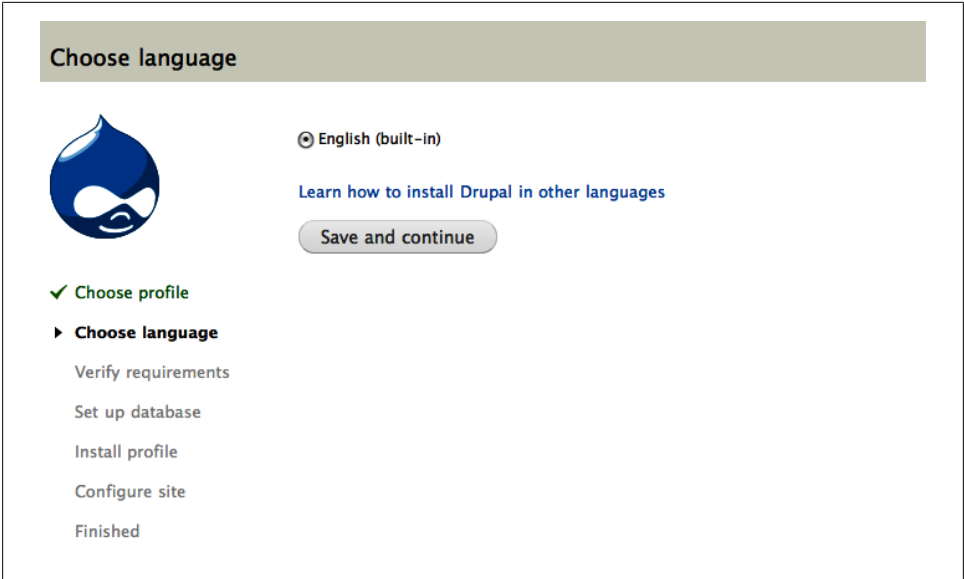 Choose language
English (built-in)
Learn how to install Drupal in other languages
Save and continue
Choose profile
Choose language
Verify requirements
Set up database
Install profile
Configure site
Finished